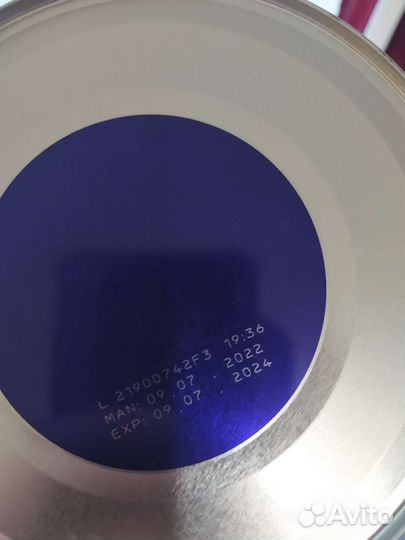 L 21900742F3 19:36
MAN: 09 . 07 . 2022
EXP: 09 . 07 . 2024
Avito